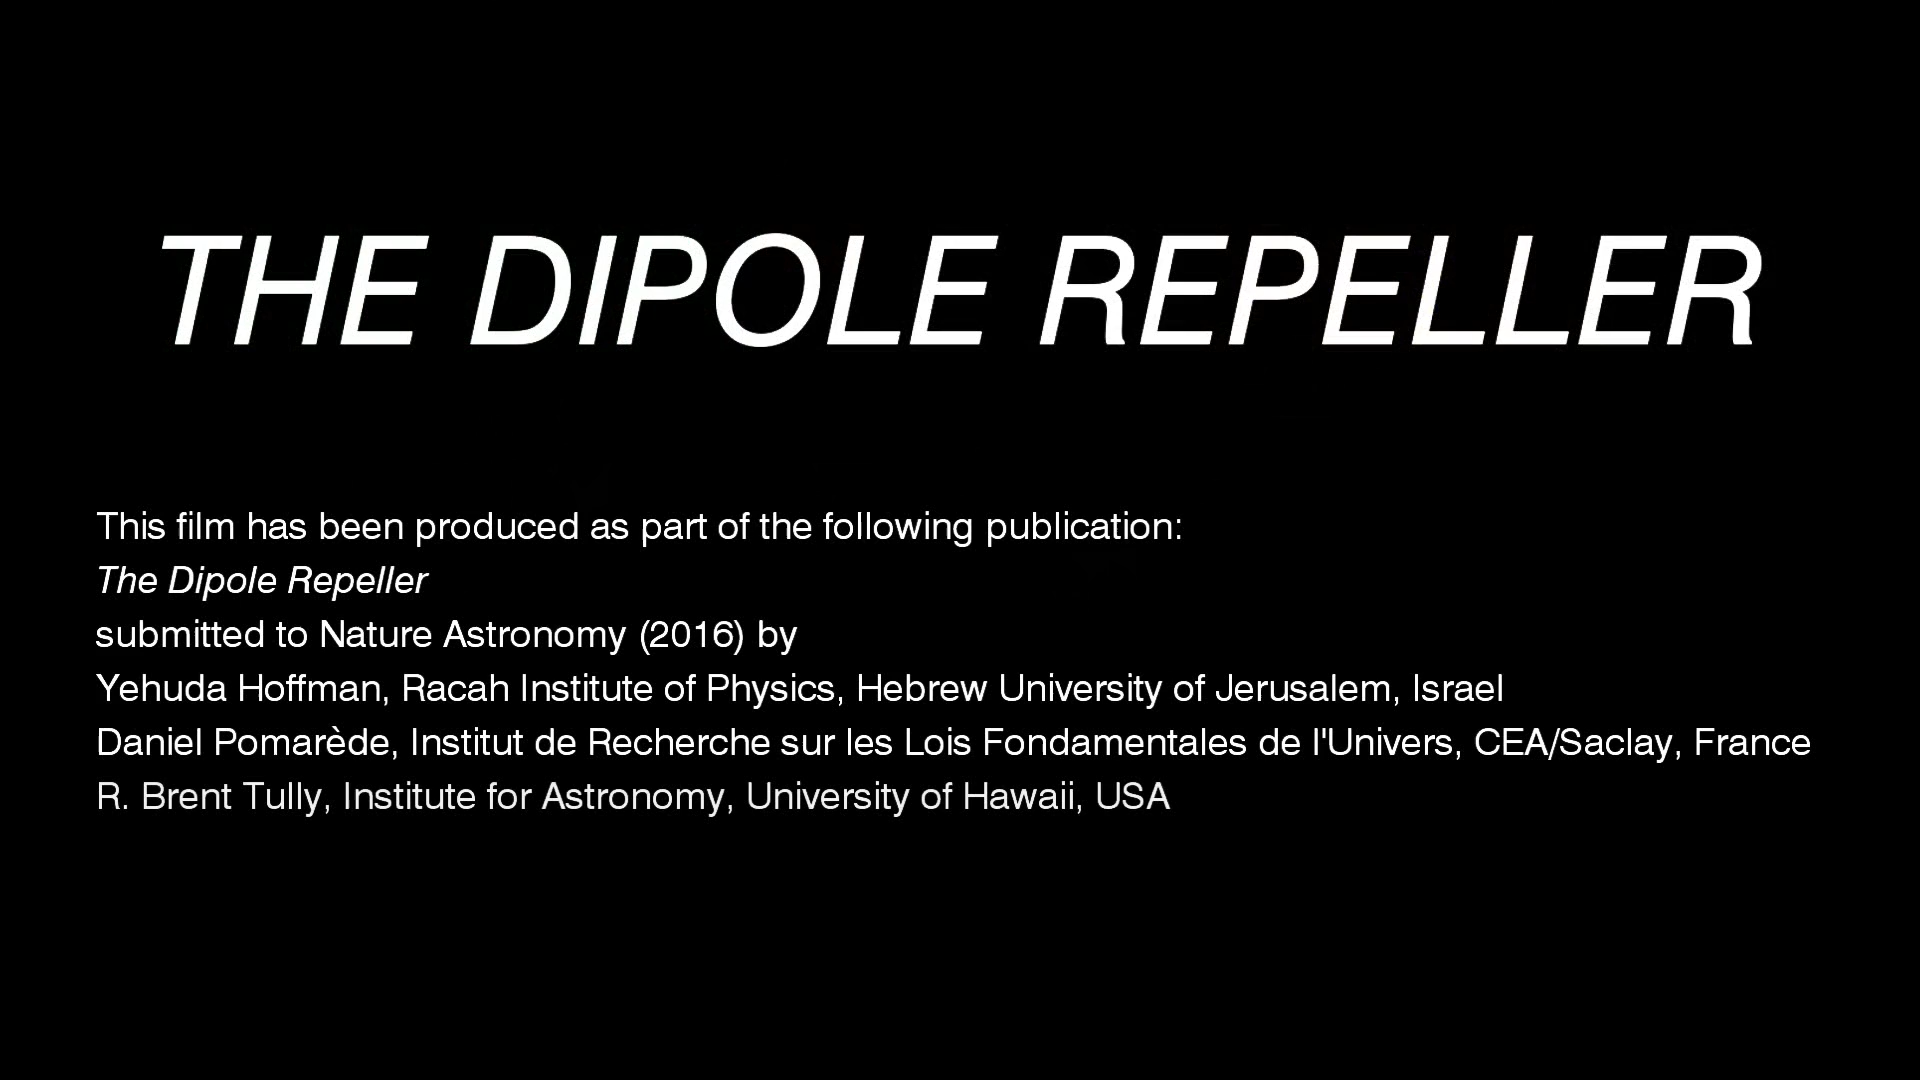 THE DIPOLE REPELLER
This film has been produced as part of the following publication:
The Dipole Repeller
submitted to Nature Astronomy (2016) by
Yehuda Hoffman, Racah Institute of Physics, Hebrew University of Jerusalem, Israel
Daniel Pomarède, Institut de Recherche sur les Lois Fondamentales de l'Univers, CEA/Saclay, France
R. Brent Tully, Institute for Astronomy, University of Hawaii, USA